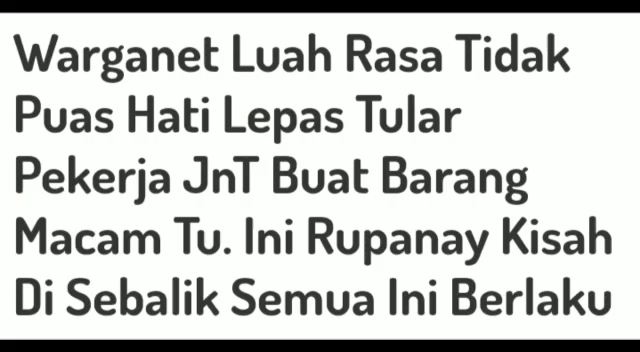 Warganet Luah Rasa Tidak
Puas Hati Lepas Tular
Pekerja JnT Buat Barang
Macam Tu. Ini Rupanay Kisah
Di Sebalik Semua Ini Berlaku